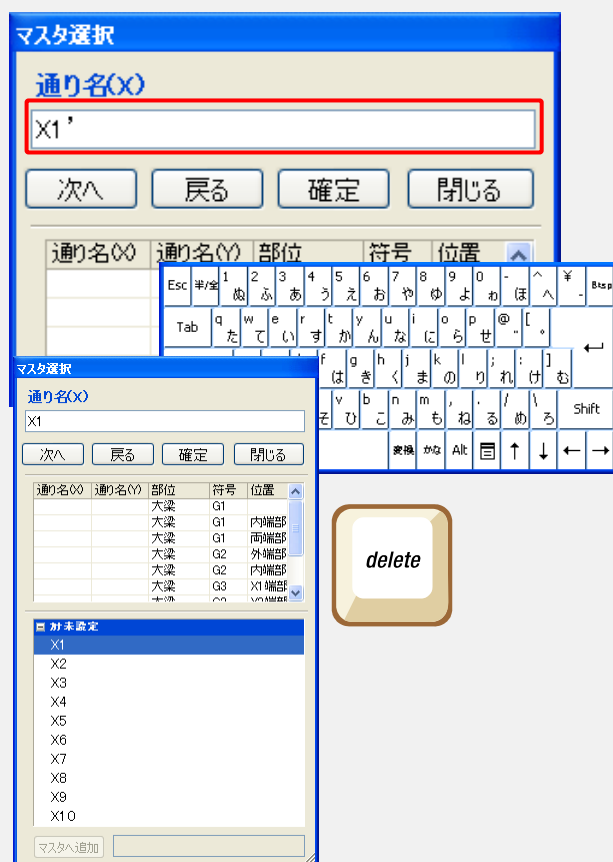 マスタ選択
通り名(X)
X1’
次へ 戻る 確定 閉じる
通り名(X) 通り名(Y) 部位 符号 位置
Esc 半/全 1 ぬ 2 ふ 3 あ 4 う 5 え 6 お 7 や 8 ゆ 9 よ 0 わ - ほ ^ へ ¥ - Bksp
Tab q た w て e い r す t か y ん u な i に o ら p せ @ ゛ [ ゜
f は g き h く j ま k の l り ; れ : け ] む
そ v ひ b こ n み m も , ね . る / め \ ろ Shift
変換 かな Alt ↑ ↓ ← →
マスタ選択
通り名(X)
X1
次へ 戻る 確定 閉じる
通り名(X) 通り名(Y) 部位 符号 位置
大梁 G1
大梁 G1 内端部
大梁 G1 両端部
大梁 G2 外端部
大梁 G2 内端部
大梁 G3 X1端部
カナ未設定
X1
X2
X3
X4
X5
X6
X7
X8
X9
X10
マスタへ追加
delete